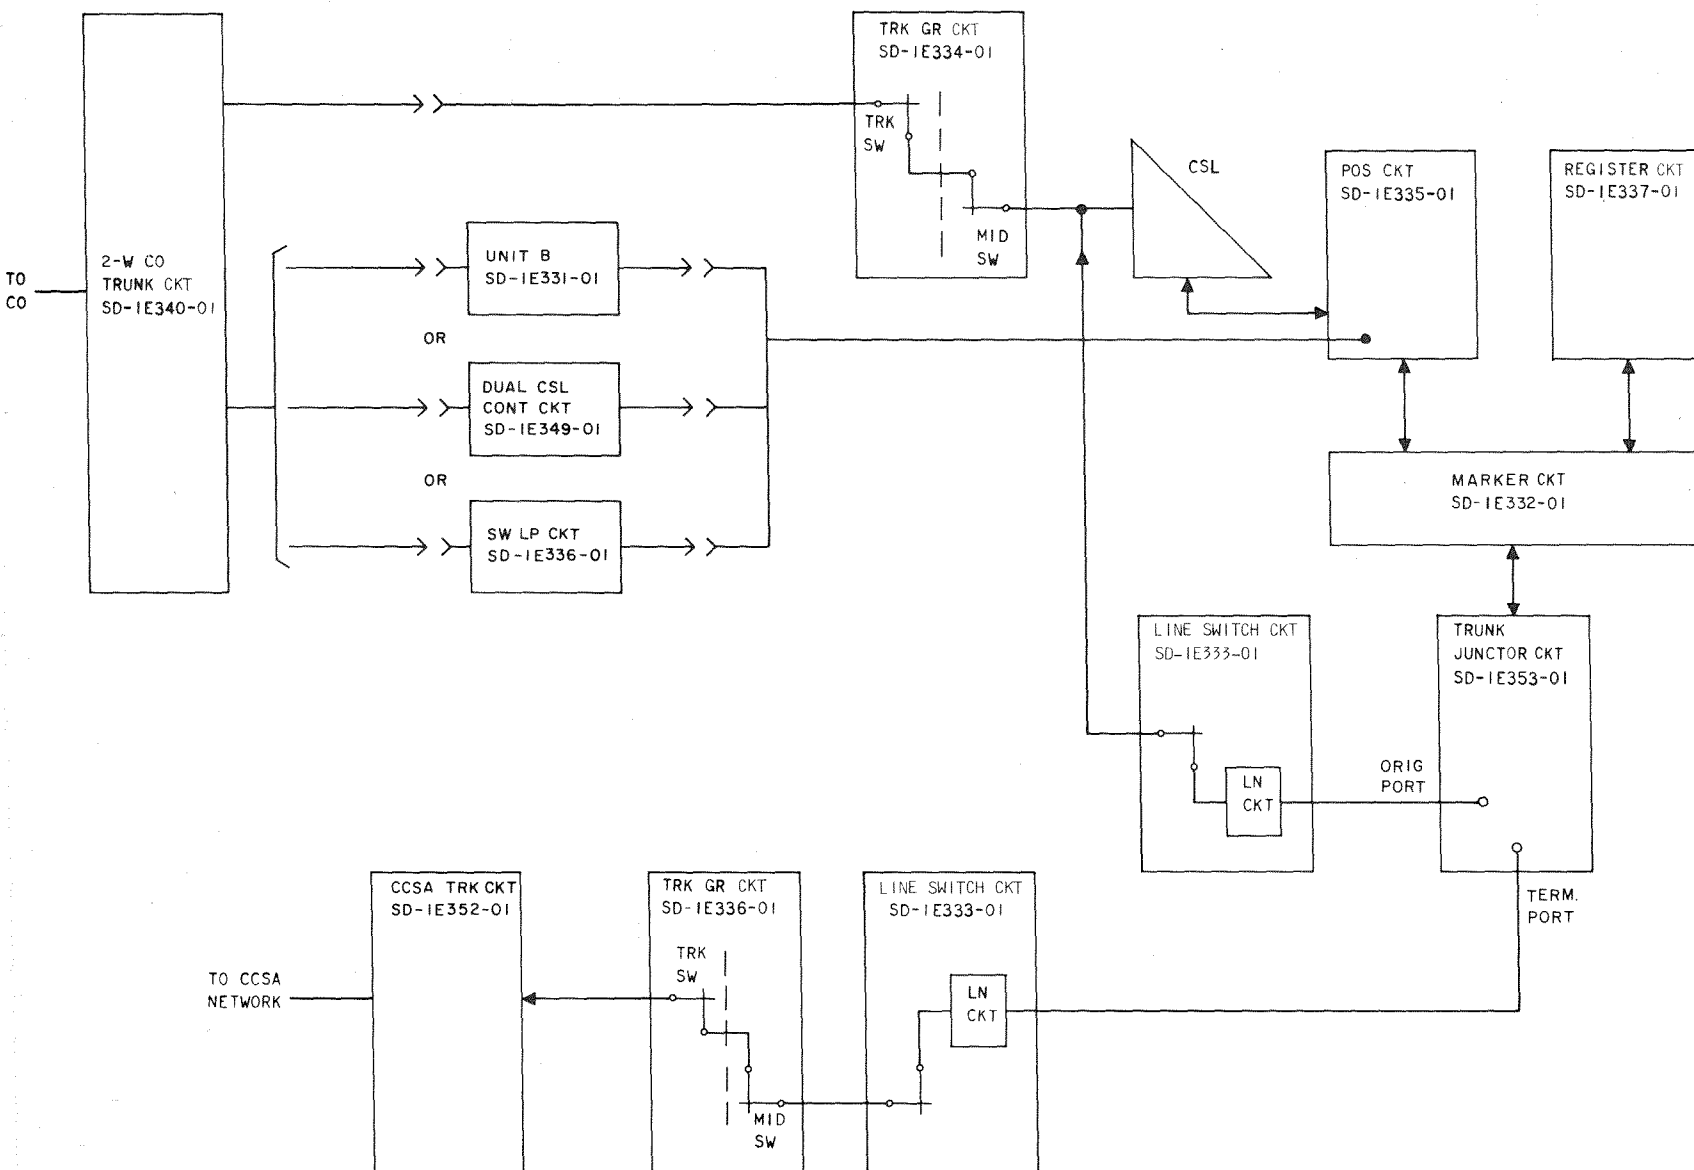 TRK GR CKT
SD-1E334-01
TRK
SW
MID
SW
CSL
POS CKT
SD-1E335-01
REGISTER CKT
SD-1E337-01
TO
CO
2-W CO
TRUNK CKT
SD-1E340-01
UNIT B
SD-1E331-01
OR
DUAL CSL
CONT CKT
SD-1E349-01
OR
SW LP CKT
SD-1E336-01
MARKER CKT
SD-1E332-01
LINE SWITCH CKT
SD-1E333-01
LN
CKT
ORIG
PORT
TRUNK
JUNCTOR CKT
SD-1E353-01
TERM.
PORT
TO CCSA
NETWORK
CCSA TRK CKT
SD-1E352-01
TRK GR CKT
SD-1E336-01
TRK
SW
MID
SW
LINE SWITCH CKT
SD-1E333-01
LN
CKT